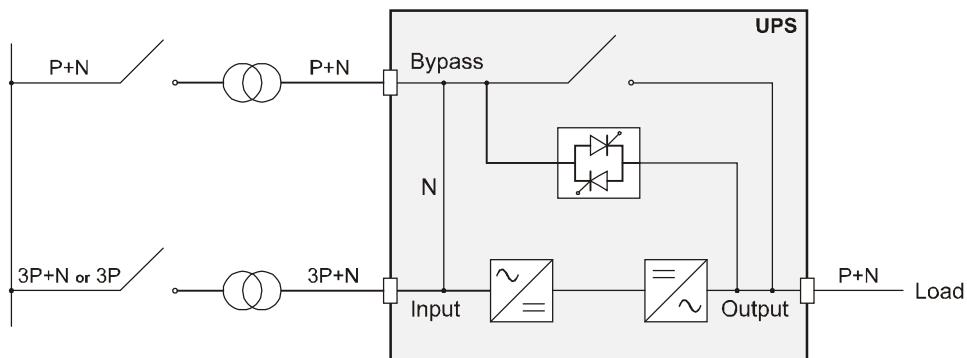 UPS
P+N
P+N
Bypass
N
3P+N or 3P
3P+N
Input
Output
P+N
Load